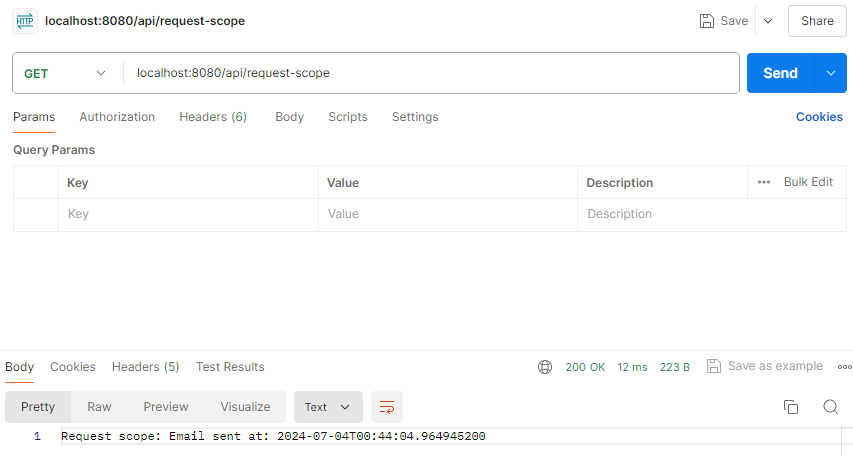 HTTP localhost:8080/api/request-scope Save Share
GET localhost:8080/api/request-scope Send
Params Authorization Headers (6) Body Scripts Settings Cookies
Query Params
Key Value Description Bulk Edit
Key Value Description
Body Cookies Headers (5) Test Results 200 OK 12 ms 223 B Save as example
Pretty Raw Preview Visualize Text
1 Request scope: Email sent at: 2024-07-04T00:44:04.964945200